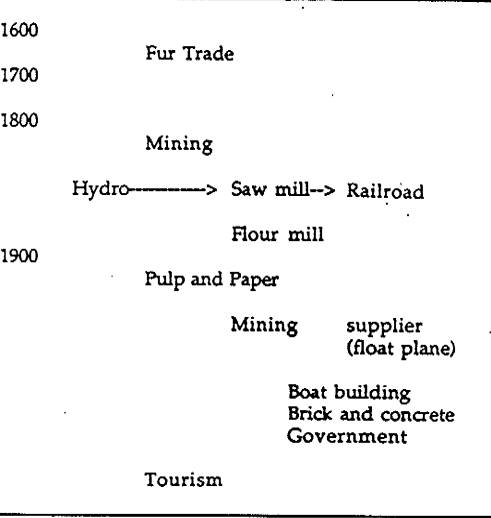 1600
Fur Trade
1700
1800
Mining
Hydro----------> Saw mill--> Railroad
Flour mill
1900
Pulp and Paper
Mining supplier
(float plane)
Boat building
Brick and concrete
Government
Tourism